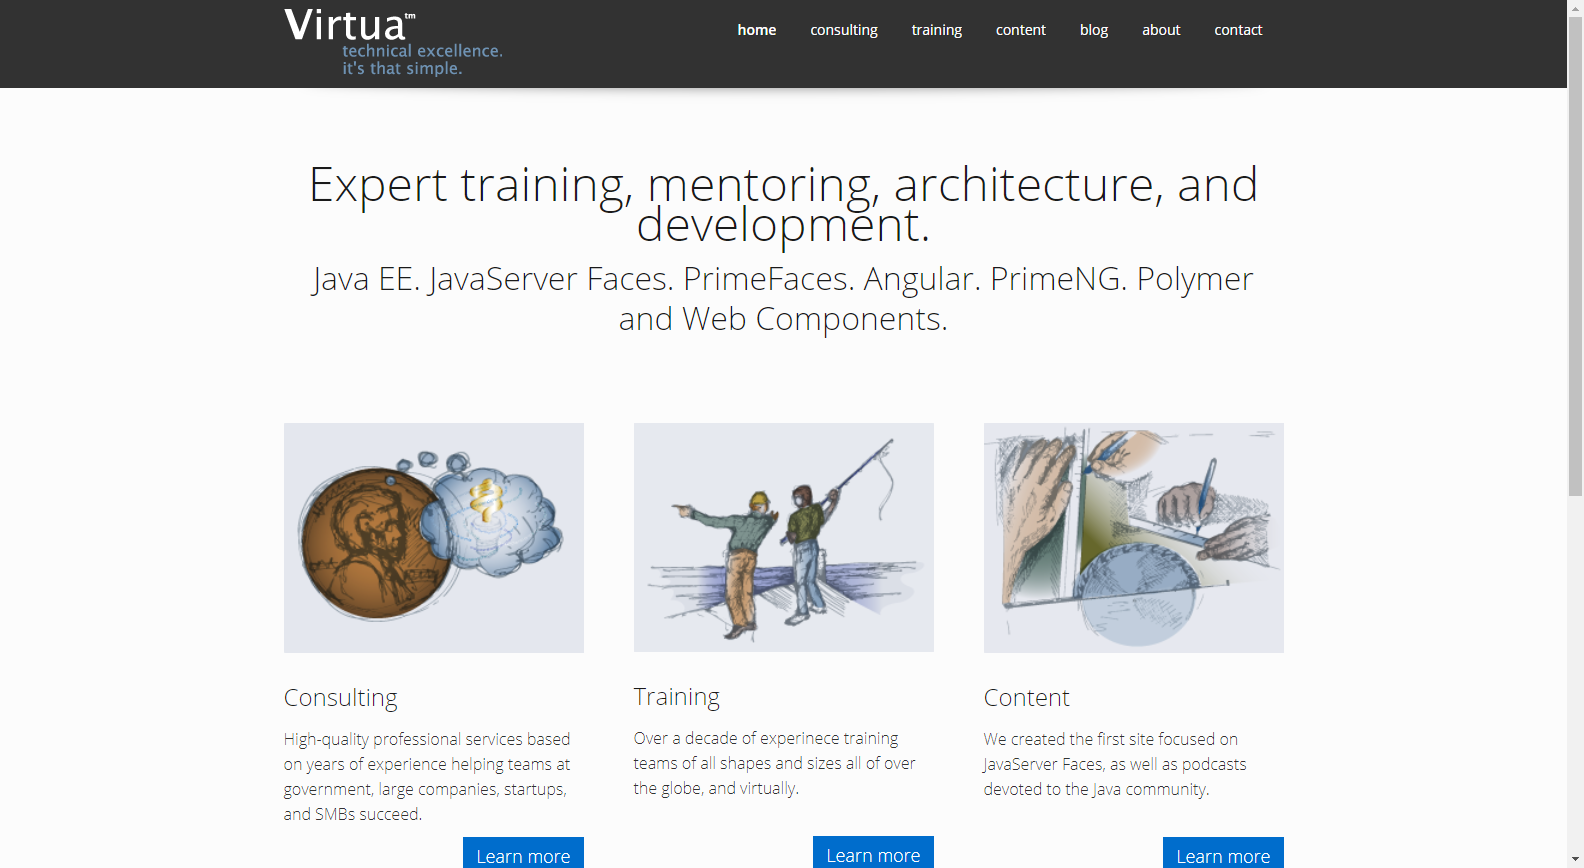 Virtua™
technical excellence.
it's that simple.
home consulting training content blog about contact
Expert training, mentoring, architecture, and
development.
Java EE. JavaServer Faces. PrimeFaces. Angular. PrimeNG. Polymer
and Web Components.
Consulting
High-quality professional services based
on years of experience helping teams at
government, large companies, startups,
and SMBs succeed.
Learn more
Training
Over a decade of experinece training
teams of all shapes and sizes all of over
the globe, and virtually.
Learn more
Content
We created the first site focused on
JavaServer Faces, as well as podcasts
devoted to the Java community.
Learn more